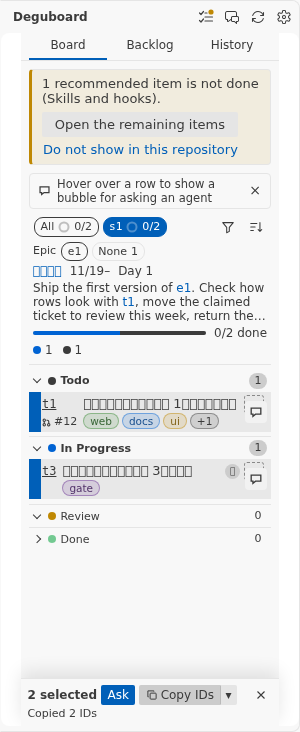 Deguboard
Board Backlog History
1 recommended item is not done
(Skills and hooks).
Open the remaining items
Do not show in this repository
Hover over a row to show a
bubble for asking an agent
All 0/2 s1 0/2
Epic e1 None 1
11/19– Day 1
Ship the first version of e1. Check how
rows look with t1, move the claimed
ticket to review this week, return the…
0/2 done
1 1
Todo 1
t1 1
#12 web docs ui +1
In Progress 1
t3 3
gate
Review 0
Done 0
2 selected Ask Copy IDs
Copied 2 IDs